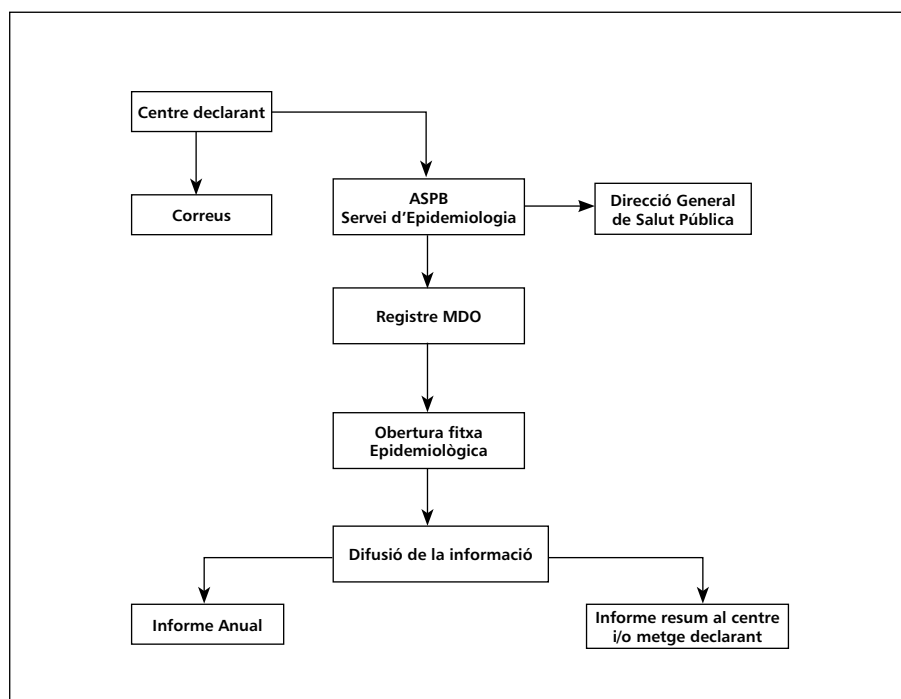 Centre declarant
Correus
ASPB
Servei d'Epidemiologia
Direcció General
de Salut Pública
Registre MDO
Obertura fitxa
Epidemiològica
Difusió de la informació
Informe Anual
Informe resum al centre
i/o metge declarant